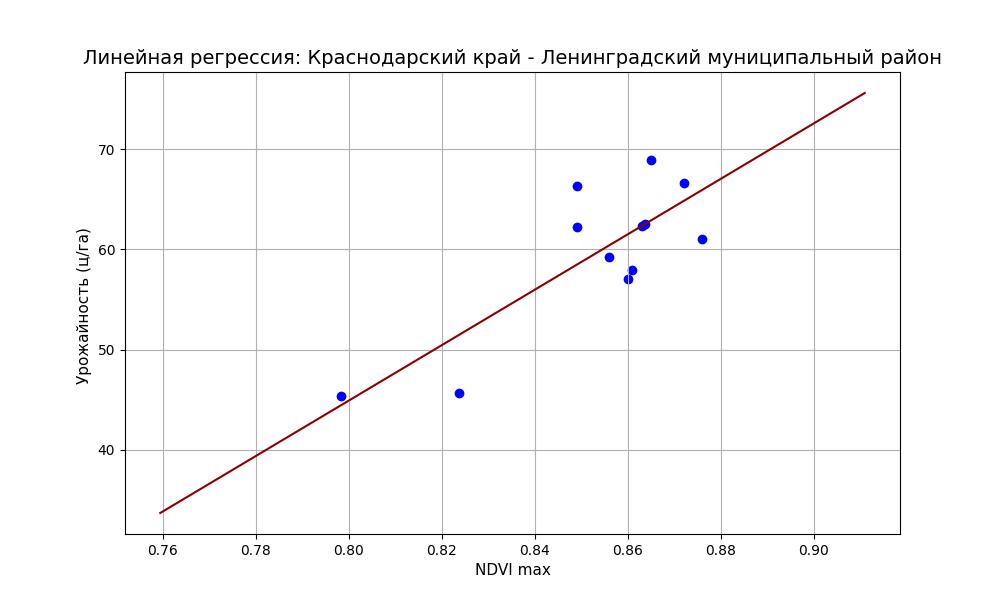 Линейная регрессия: Краснодарский край - Ленинградский муниципальный район
Урожайность (ц/га)
70
60
50
40
0.76 0.78 0.80 0.82 0.84 0.86 0.88 0.90
NDVI max